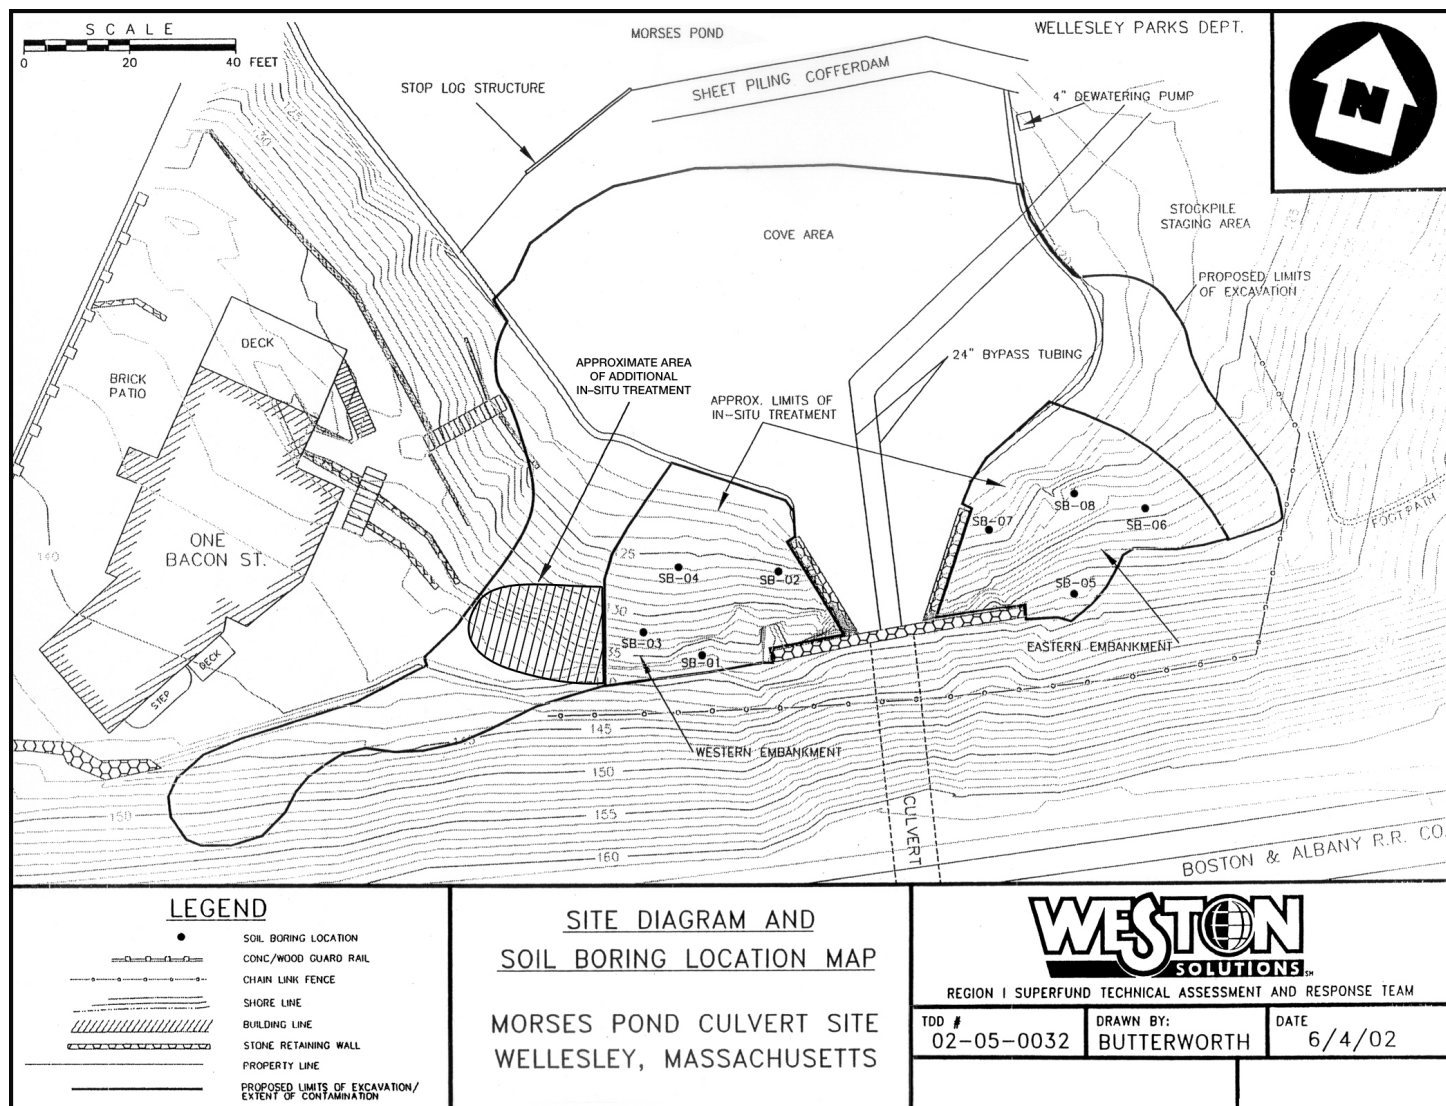 SCALE
0 20 40 FEET
MORSES POND
WELLESLEY PARKS DEPT.
N
STOP LOG STRUCTURE
SHEET PILING COFFERDAM
4" DEWATERING PUMP
25
30
STOCKPILE
STAGING AREA
COVE AREA
PROPOSED LIMITS
OF EXCAVATION
DECK
BRICK
PATIO
APPROXIMATE AREA
OF ADDITIONAL
IN-SITU TREATMENT
24" BYPASS TUBING
APPROX. LIMITS OF
IN-SITU TREATMENT
SB-08
SB-07
SB-06
FOOTPATH
ONE
BACON ST.
140
125
SB-04
SB-02
SB-05
130
SB-03
SB-01
35
EASTERN EMBANKMENT
DECK
STEP
145
WESTERN EMBANKMENT
150
150
155
160
CULVERT
BOSTON & ALBANY R.R. CO.
LEGEND
SOIL BORING LOCATION
CONC/WOOD GUARD RAIL
CHAIN LINK FENCE
SHORE LINE
BUILDING LINE
STONE RETAINING WALL
PROPERTY LINE
PROPOSED LIMITS OF EXCAVATION/
EXTENT OF CONTAMINATION
SITE DIAGRAM AND
SOIL BORING LOCATION MAP
MORSES POND CULVERT SITE
WELLESLEY, MASSACHUSETTS
WESTON
SOLUTIONS SM
REGION I SUPERFUND TECHNICAL ASSESSMENT AND RESPONSE TEAM
TDD #
02-05-0032
DRAWN BY:
BUTTERWORTH
DATE
6/4/02